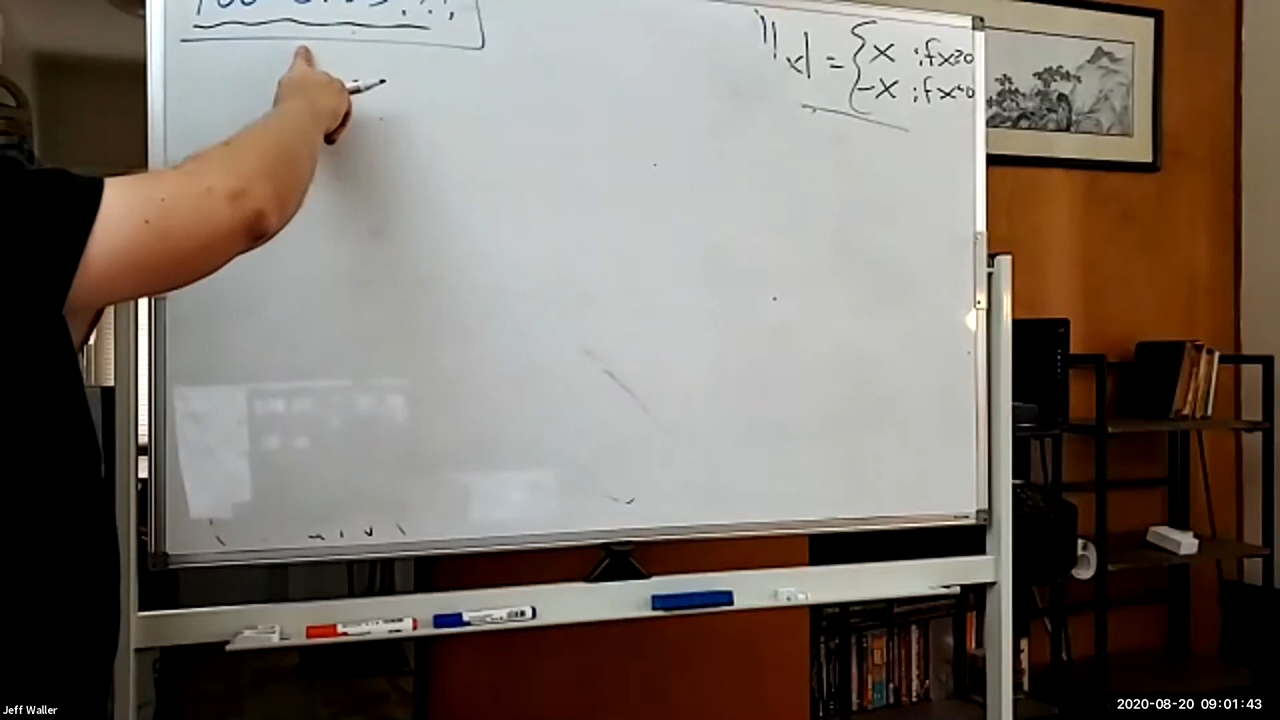 |x| = { x if x≥0
-x if x<0
Jeff Waller
2020-08-20 09:01:43